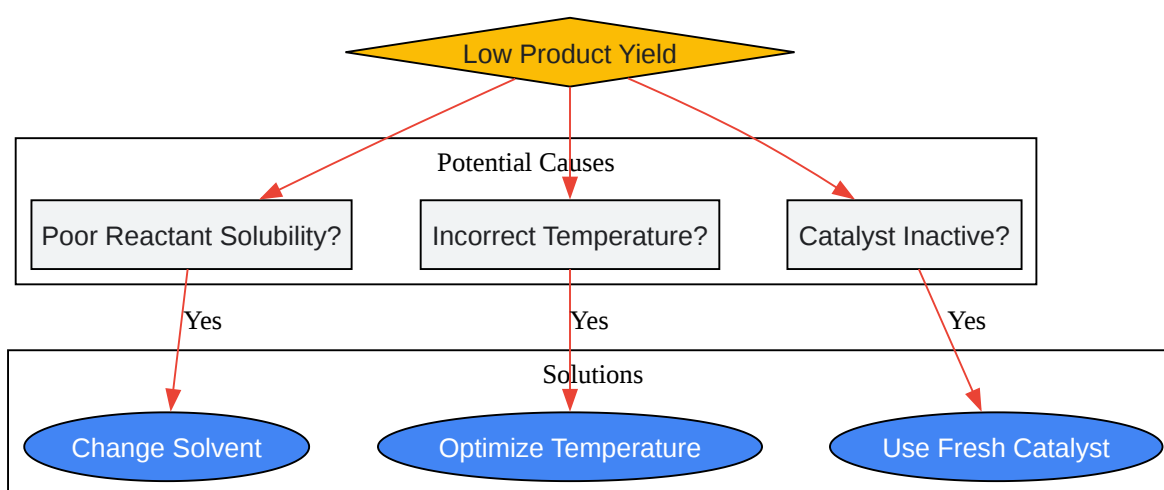 Low Product Yield
Potential Causes
Poor Reactant Solubility?
Incorrect Temperature?
Catalyst Inactive?
Yes
Yes
Yes
Solutions
Change Solvent
Optimize Temperature
Use Fresh Catalyst